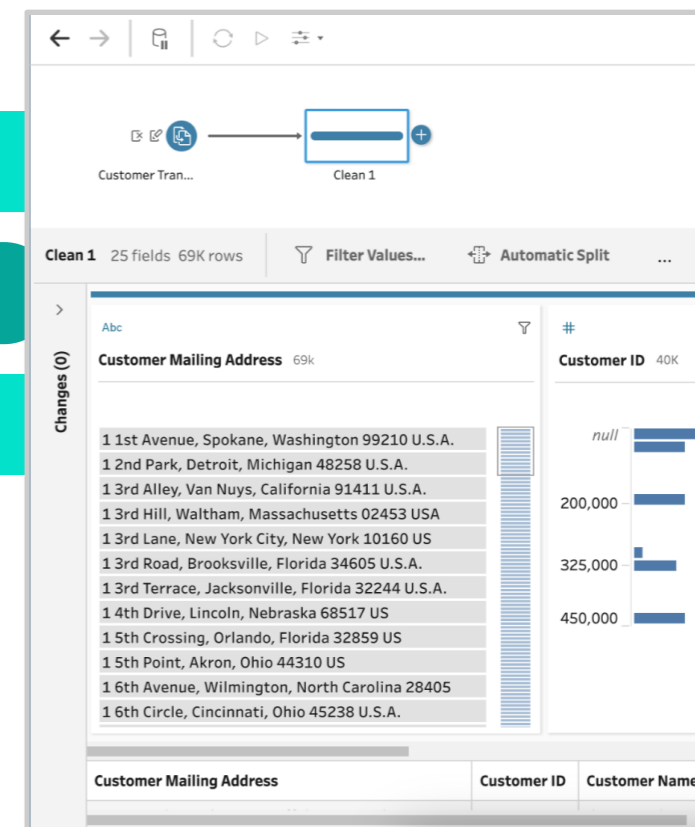 Customer Tran...
Clean 1
Clean 1 25 fields 69K rows Filter Values... Automatic Split ...
Changes (0)
Abc
Customer Mailing Address 69k
1 1st Avenue, Spokane, Washington 99210 U.S.A.
1 2nd Park, Detroit, Michigan 48258 U.S.A.
1 3rd Alley, Van Nuys, California 91411 U.S.A.
1 3rd Hill, Waltham, Massachusetts 02453 USA
1 3rd Lane, New York City, New York 10160 US
1 3rd Road, Brooksville, Florida 34605 U.S.A.
1 3rd Terrace, Jacksonville, Florida 32244 U.S.A.
1 4th Drive, Lincoln, Nebraska 68517 US
1 5th Crossing, Orlando, Florida 32859 US
1 5th Point, Akron, Ohio 44310 US
1 6th Avenue, Wilmington, North Carolina 28405
1 6th Circle, Cincinnati, Ohio 45238 U.S.A.
#
Customer ID 40K
null
200,000
325,000
450,000
Customer Mailing Address Customer ID Customer Name